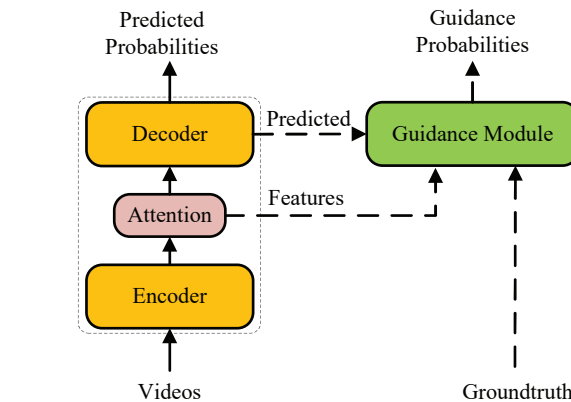 Predicted
Probabilities
Guidance
Probabilities
Decoder
Predicted
Guidance Module
Attention
Features
Encoder
Videos
Groundtruth